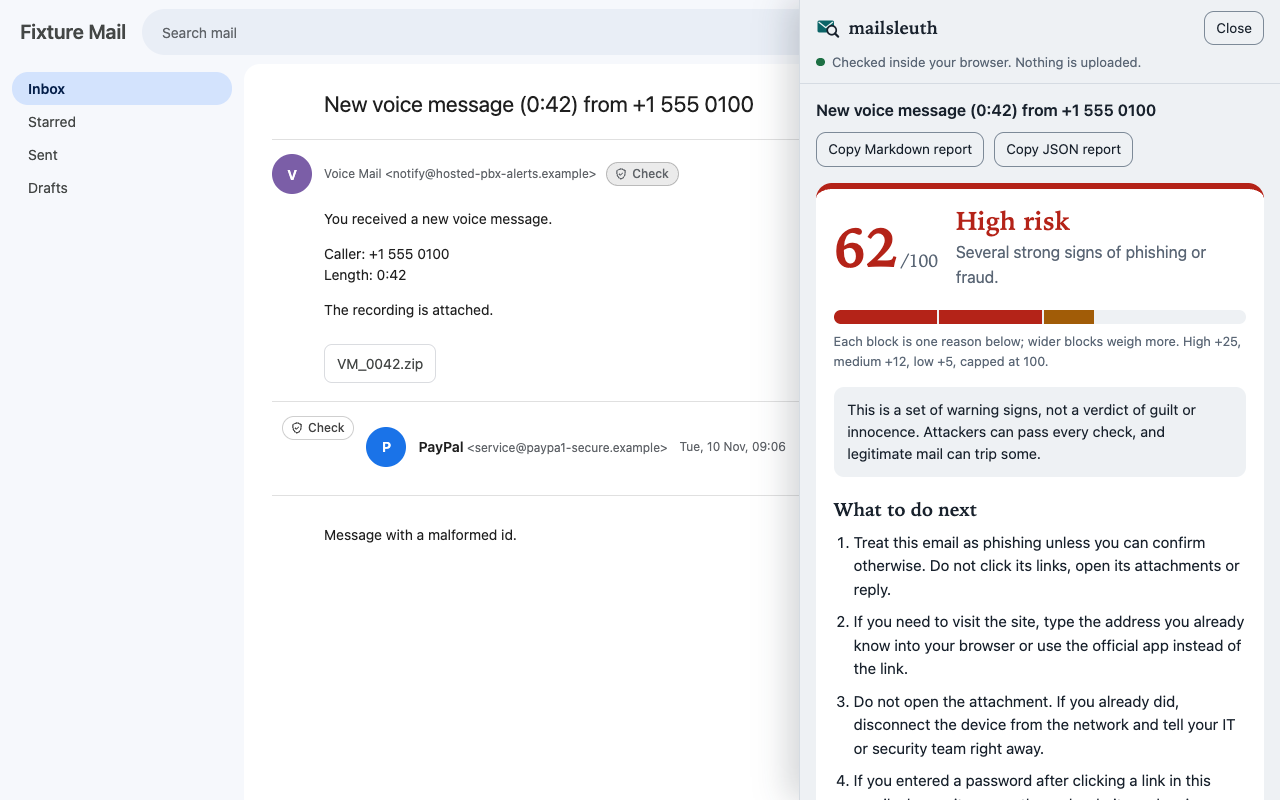 Fixture Mail
Search mail
Inbox
Starred
Sent
Drafts
New voice message (0:42) from +1 555 0100
V
Voice Mail <notify@hosted-pbx-alerts.example>
Check
You received a new voice message.
Caller: +1 555 0100
Length: 0:42
The recording is attached.
VM_0042.zip
Check
P
PayPal <service@paypa1-secure.example>
Tue, 10 Nov, 09:06
Message with a malformed id.
mailsleuth
Close
Checked inside your browser. Nothing is uploaded.
New voice message (0:42) from +1 555 0100
Copy Markdown report
Copy JSON report
62/100
High risk
Several strong signs of phishing or
fraud.
Each block is one reason below; wider blocks weigh more. High +25,
medium +12, low +5, capped at 100.
This is a set of warning signs, not a verdict of guilt or
innocence. Attackers can pass every check, and
legitimate mail can trip some.
What to do next
1. Treat this email as phishing unless you can confirm
otherwise. Do not click its links, open its attachments or
reply.
2. If you need to visit the site, type the address you already
know into your browser or use the official app instead of
the link.
3. Do not open the attachment. If you already did,
disconnect the device from the network and tell your IT
or security team right away.
4. If you entered a password after clicking a link in this